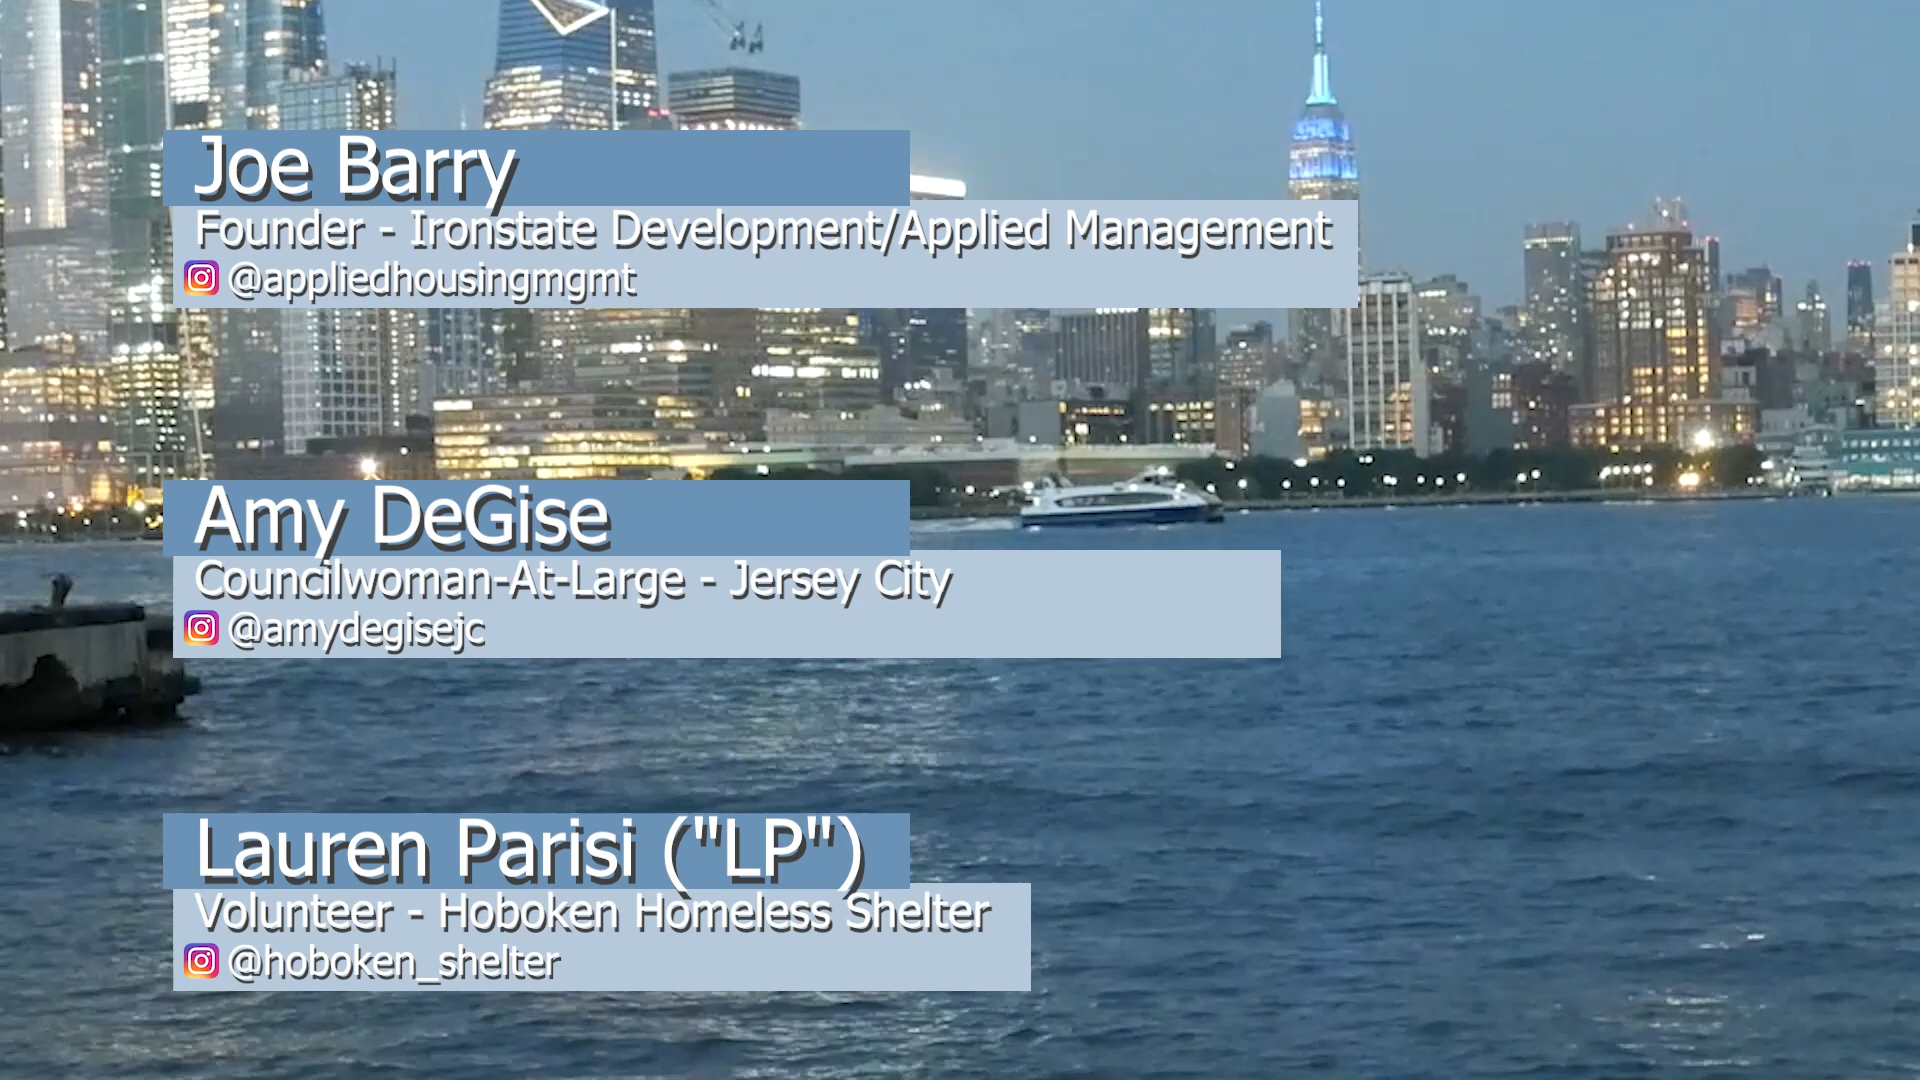 Joe Barry
Founder - Ironstate Development/Applied Management
@appliedhousingmgmt
Amy DeGise
Councilwoman-At-Large - Jersey City
@amydegisejc
Lauren Parisi ("LP")
Volunteer - Hoboken Homeless Shelter
@hoboken_shelter